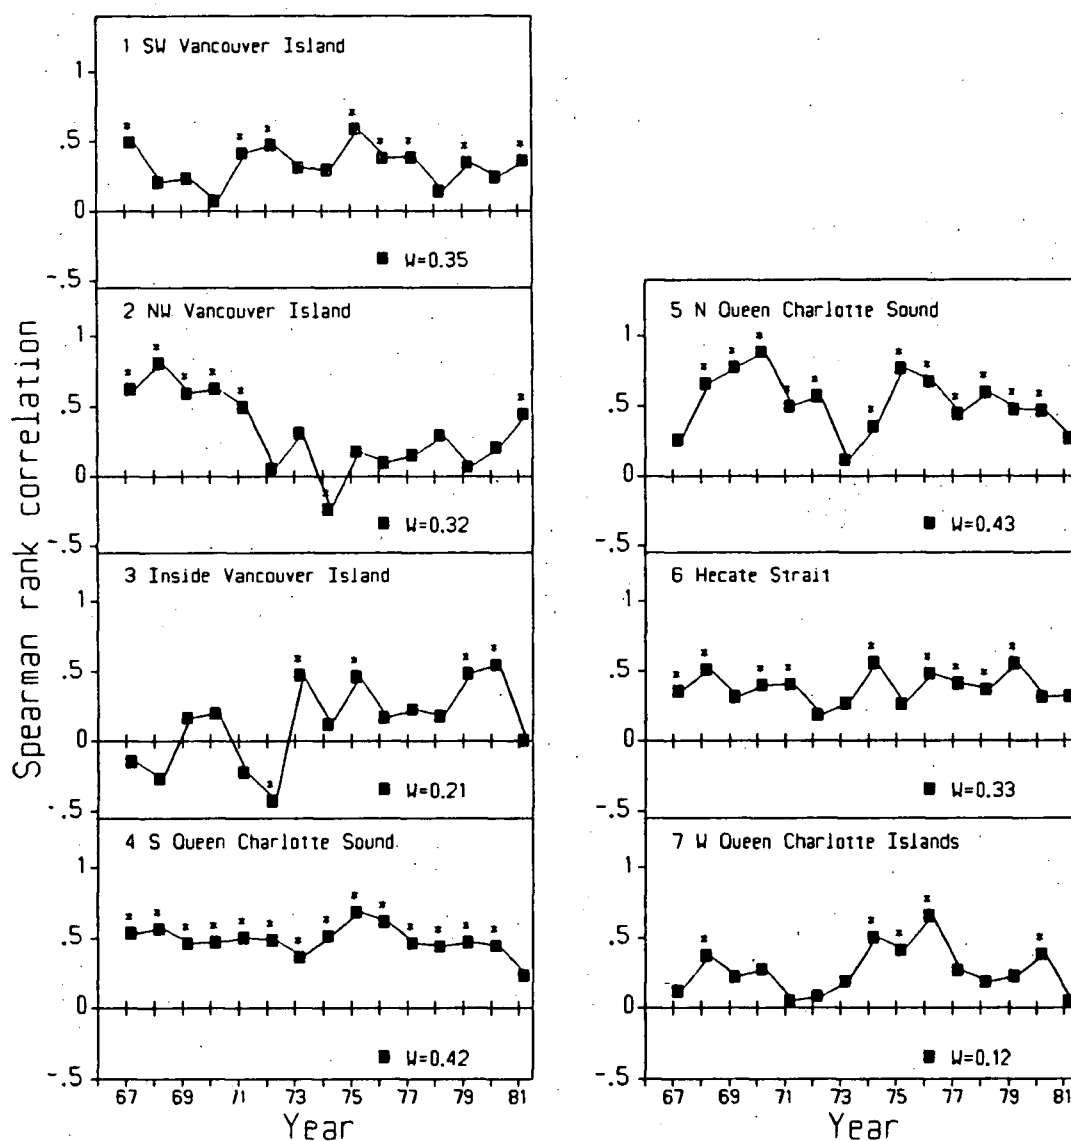 Spearman rank correlation
1 SW Vancouver Island
1
.5
0
-.5
W=0.35
2 NW Vancouver Island
1
.5
0
-.5
W=0.32
3 Inside Vancouver Island
1
.5
0
-.5
W=0.21
4 S Queen Charlotte Sound
1
.5
0
-.5
W=0.42
67 69 71 73 75 77 79 81
Year
5 N Queen Charlotte Sound
1
.5
0
-.5
W=0.43
6 Hecate Strait
1
.5
0
-.5
W=0.33
7 W Queen Charlotte Islands
1
.5
0
-.5
W=0.12
67 69 71 73 75 77 79 81
Year